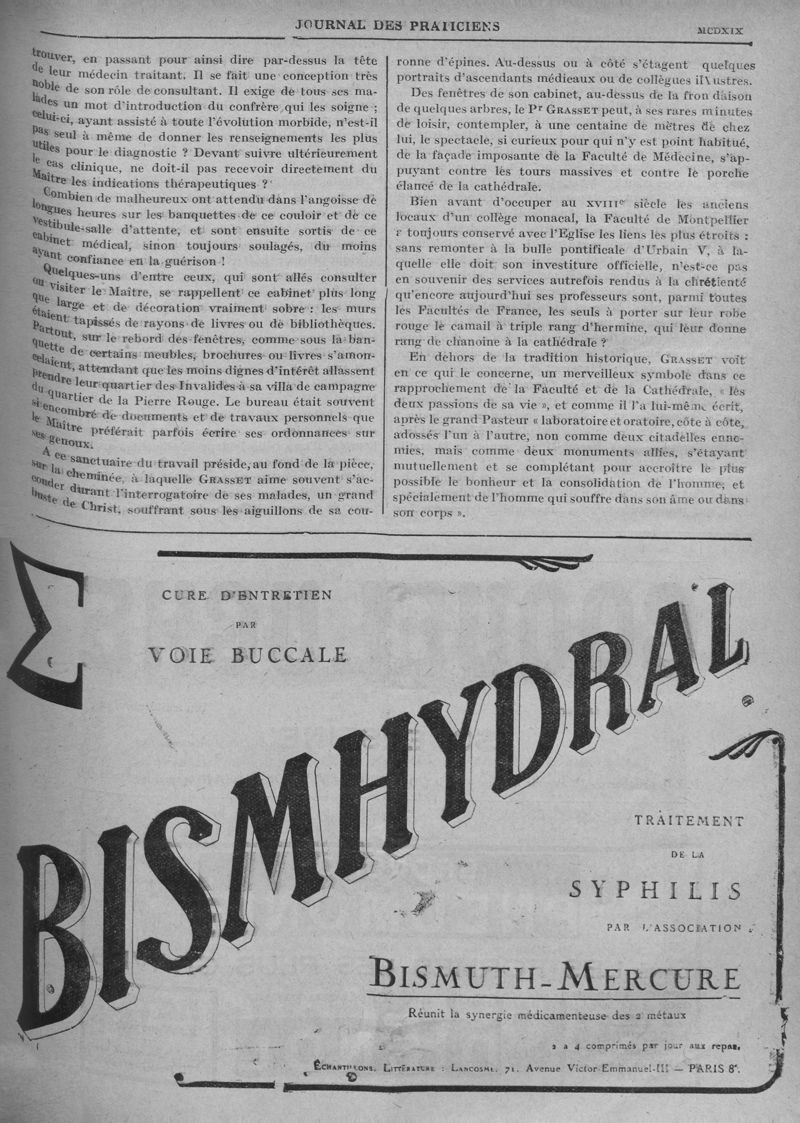 JOURNAL DES PRATICIENS
MCDXIX
trouver, en passant pour ainsi dire par-dessus la tête
de leur médecin traitant. Il se fait une conception très
noble de son rôle de consultant. Il exige de tous ses ma-
lades un mot d'introduction du confrère qui les soigne ;
celui-ci, ayant assisté à toute l'évolution morbide, n'est-il
pas seul à même de donner les renseignements les plus
utiles pour le diagnostic ? Devant suivre ultérieurement
le cas clinique, ne doit-il pas recevoir directement du
Maître les indications thérapeutiques ?
Combien de malheureux ont attendu dans l'angoisse de
longues heures sur les banquettes de ce couloir et de ce
vestibule-salle d'attente, et sont ensuite sortis de ce
cabinet médical, sinon toujours soulagés, du moins
ayant confiance en la guérison !
Quelques-uns d'entre ceux, qui sont allés consulter
ou visiter le Maître, se rappellent ce cabinet plus long
que large et de décoration vraiment sobre : les murs
étaient tapissés de rayons de livres ou de bibliothèques.
Partout, sur le rebord des fenêtres, comme sous la ban-
quette de certains meubles, brochures ou livres s'amon-
celaient, attendant que les moins dignes d'intérêt allassent
prendre leur quartier des Invalides à sa villa de campagne
du quartier de la Pierre Rouge. Le bureau était souvent
si encombré de documents et de travaux personnels que
le Maître préférait parfois écrire ses ordonnances sur
ses genoux.
A ce sanctuaire du travail préside, au fond de la pièce,
sur la cheminée, à laquelle GRASSET aime souvent s'ac-
couder durant l'interrogatoire de ses malades, un grand
buste de Christ, souffrant sous les aiguillons de sa cou-
ronne d'épines. Au-dessus ou à côté s'étagent quelques
portraits d'ascendants médicaux ou de collègues illustres.
Des fenêtres de son cabinet, au-dessus de la fron daison
de quelques arbres, le Pr GRASSET peut, à ses rares minutes
de loisir, contempler, à une centaine de mètres de chez
lui, le spectacle, si curieux pour qui n'y est point habitué,
de la façade imposante de la Faculté de Médecine, s'ap-
puyant contre les tours massives et contre le porche
élancé de la cathédrale.
Bien avant d'occuper au XVIIIe siècle les anciens
locaux d'un collège monacal, la Faculté de Montpellier
a toujours conservé avec l'Eglise les liens les plus étroits :
sans remonter à la bulle pontificale d'Urbain V, à la-
quelle elle doit son investiture officielle, n'est-ce pas
en souvenir des services autrefois rendus à la chrétienté
qu'encore aujourd'hui ses professeurs sont, parmi toutes
les Facultés de France, les seuls à porter sur leur robe
rouge le camail à triple rang d'hermine, qui leur donne
rang de chanoine à la cathédrale ?
En dehors de la tradition historique, GRASSET voit
en ce qui le concerne, un merveilleux symbole dans ce
rapprochement de la Faculté et de la Cathédrale, « les
deux passions de sa vie », et comme il l'a lui-même écrit,
après le grand Pasteur « laboratoire et oratoire, côte à côte,
adossés l'un à l'autre, non comme deux citadelles enne-
mies, mais comme deux monuments alliés, s'étayant
mutuellement et se complétant pour accroître le plus
possible le bonheur et la consolidation de l'homme, et
spécialement de l'homme qui souffre dans son âme ou dans
son corps ».
CURE D'ENTRETIEN
PAR
VOIE BUCCALE
BISMHYDRAL
TRAITEMENT
DE LA
SYPHILIS
PAR L'ASSOCIATION
BISMUTH-MERCURE
Réunit la synergie médicamenteuse des 2 métaux
2 a 4 comprimés par jour aux repas.
ÉCHANTILLONS, LITTÉRATURE : LANCOSME, 71, Avenue Victor-Emmanuel-III — PARIS 8e.